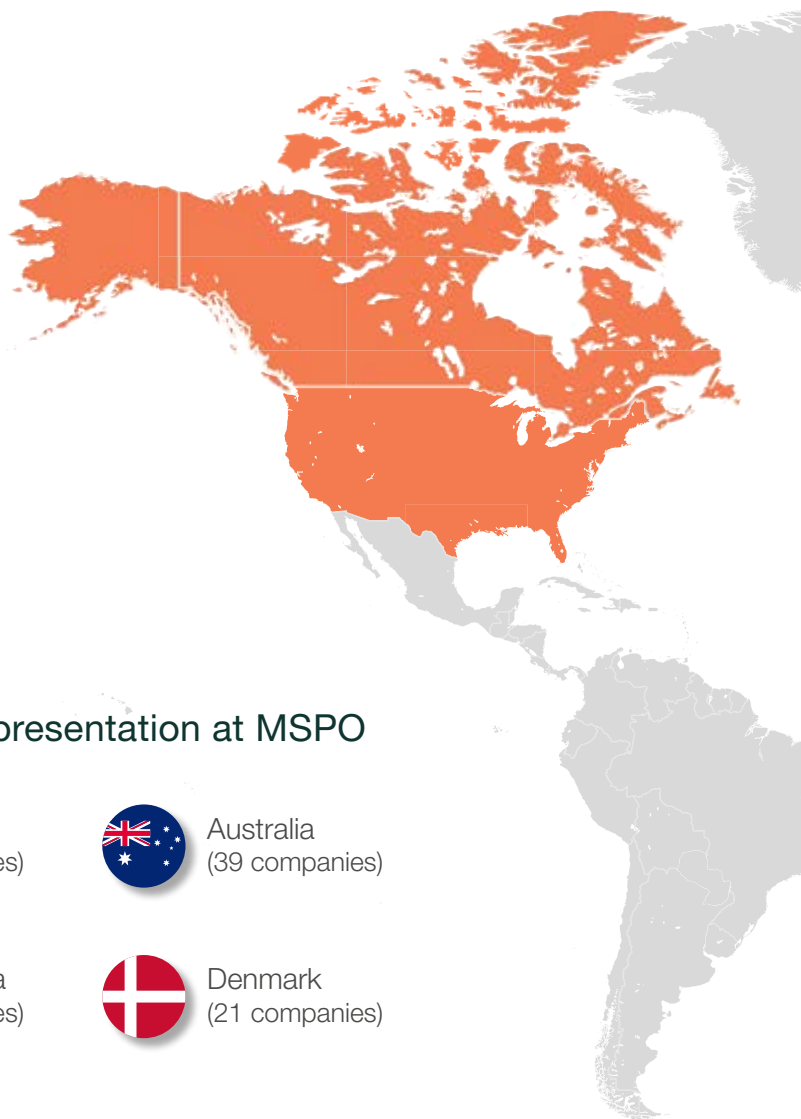 presentation at MSPO
es)
Australia
(39 companies)
a
es)
Denmark
(21 companies)